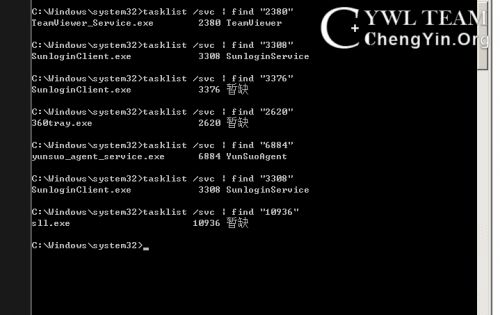 C:\Windows\system32>tasklist /svc | find "2380"
TeamViewer_Service.exe 2380 TeamViewer
C:\Windows\system32>tasklist /svc | find "3308"
SunloginClient.exe 3308 SunloginService
C:\Windows\system32>tasklist /svc | find "3376"
SunloginClient.exe 3376 暂缺
C:\Windows\system32>tasklist /svc | find "2620"
360tray.exe 2620 暂缺
C:\Windows\system32>tasklist /svc | find "6884"
yunsuo_agent_service.exe 6884 YunSuoAgent
C:\Windows\system32>tasklist /svc | find "3308"
SunloginClient.exe 3308 SunloginService
C:\Windows\system32>tasklist /svc | find "10936"
sll.exe 10936 暂缺
C:\Windows\system32>_
C++ YWL TEAM
ChengYin.Org